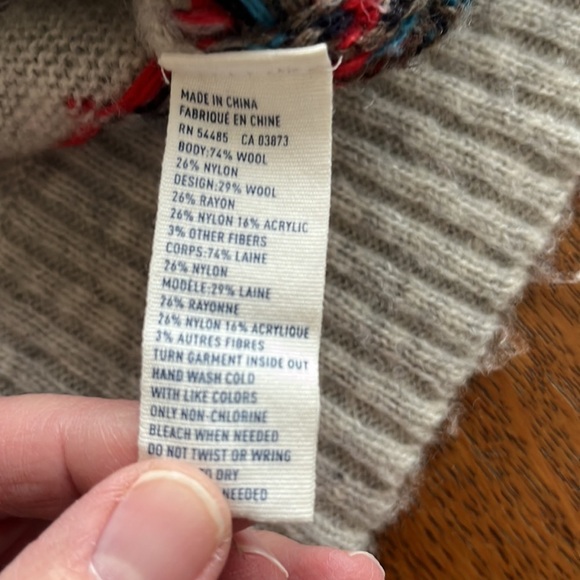 MADE IN CHINA
FABRIQUÉ EN CHINE
RN 54485 CA 03873
BODY:74% WOOL
26% NYLON
DESIGN:29% WOOL
26% RAYON
26% NYLON 16% ACRYLIC
3% OTHER FIBERS
CORPS:74% LAINE
26% NYLON
MODÈLE:29% LAINE
26% RAYONNE
26% NYLON 16% ACRYLIQUE
3% AUTRES FIBRES
TURN GARMENT INSIDE OUT
HAND WASH COLD
WITH LIKE COLORS
ONLY NON-CHLORINE
BLEACH WHEN NEEDED
DO NOT TWIST OR WRING
TO DRY
NEEDED